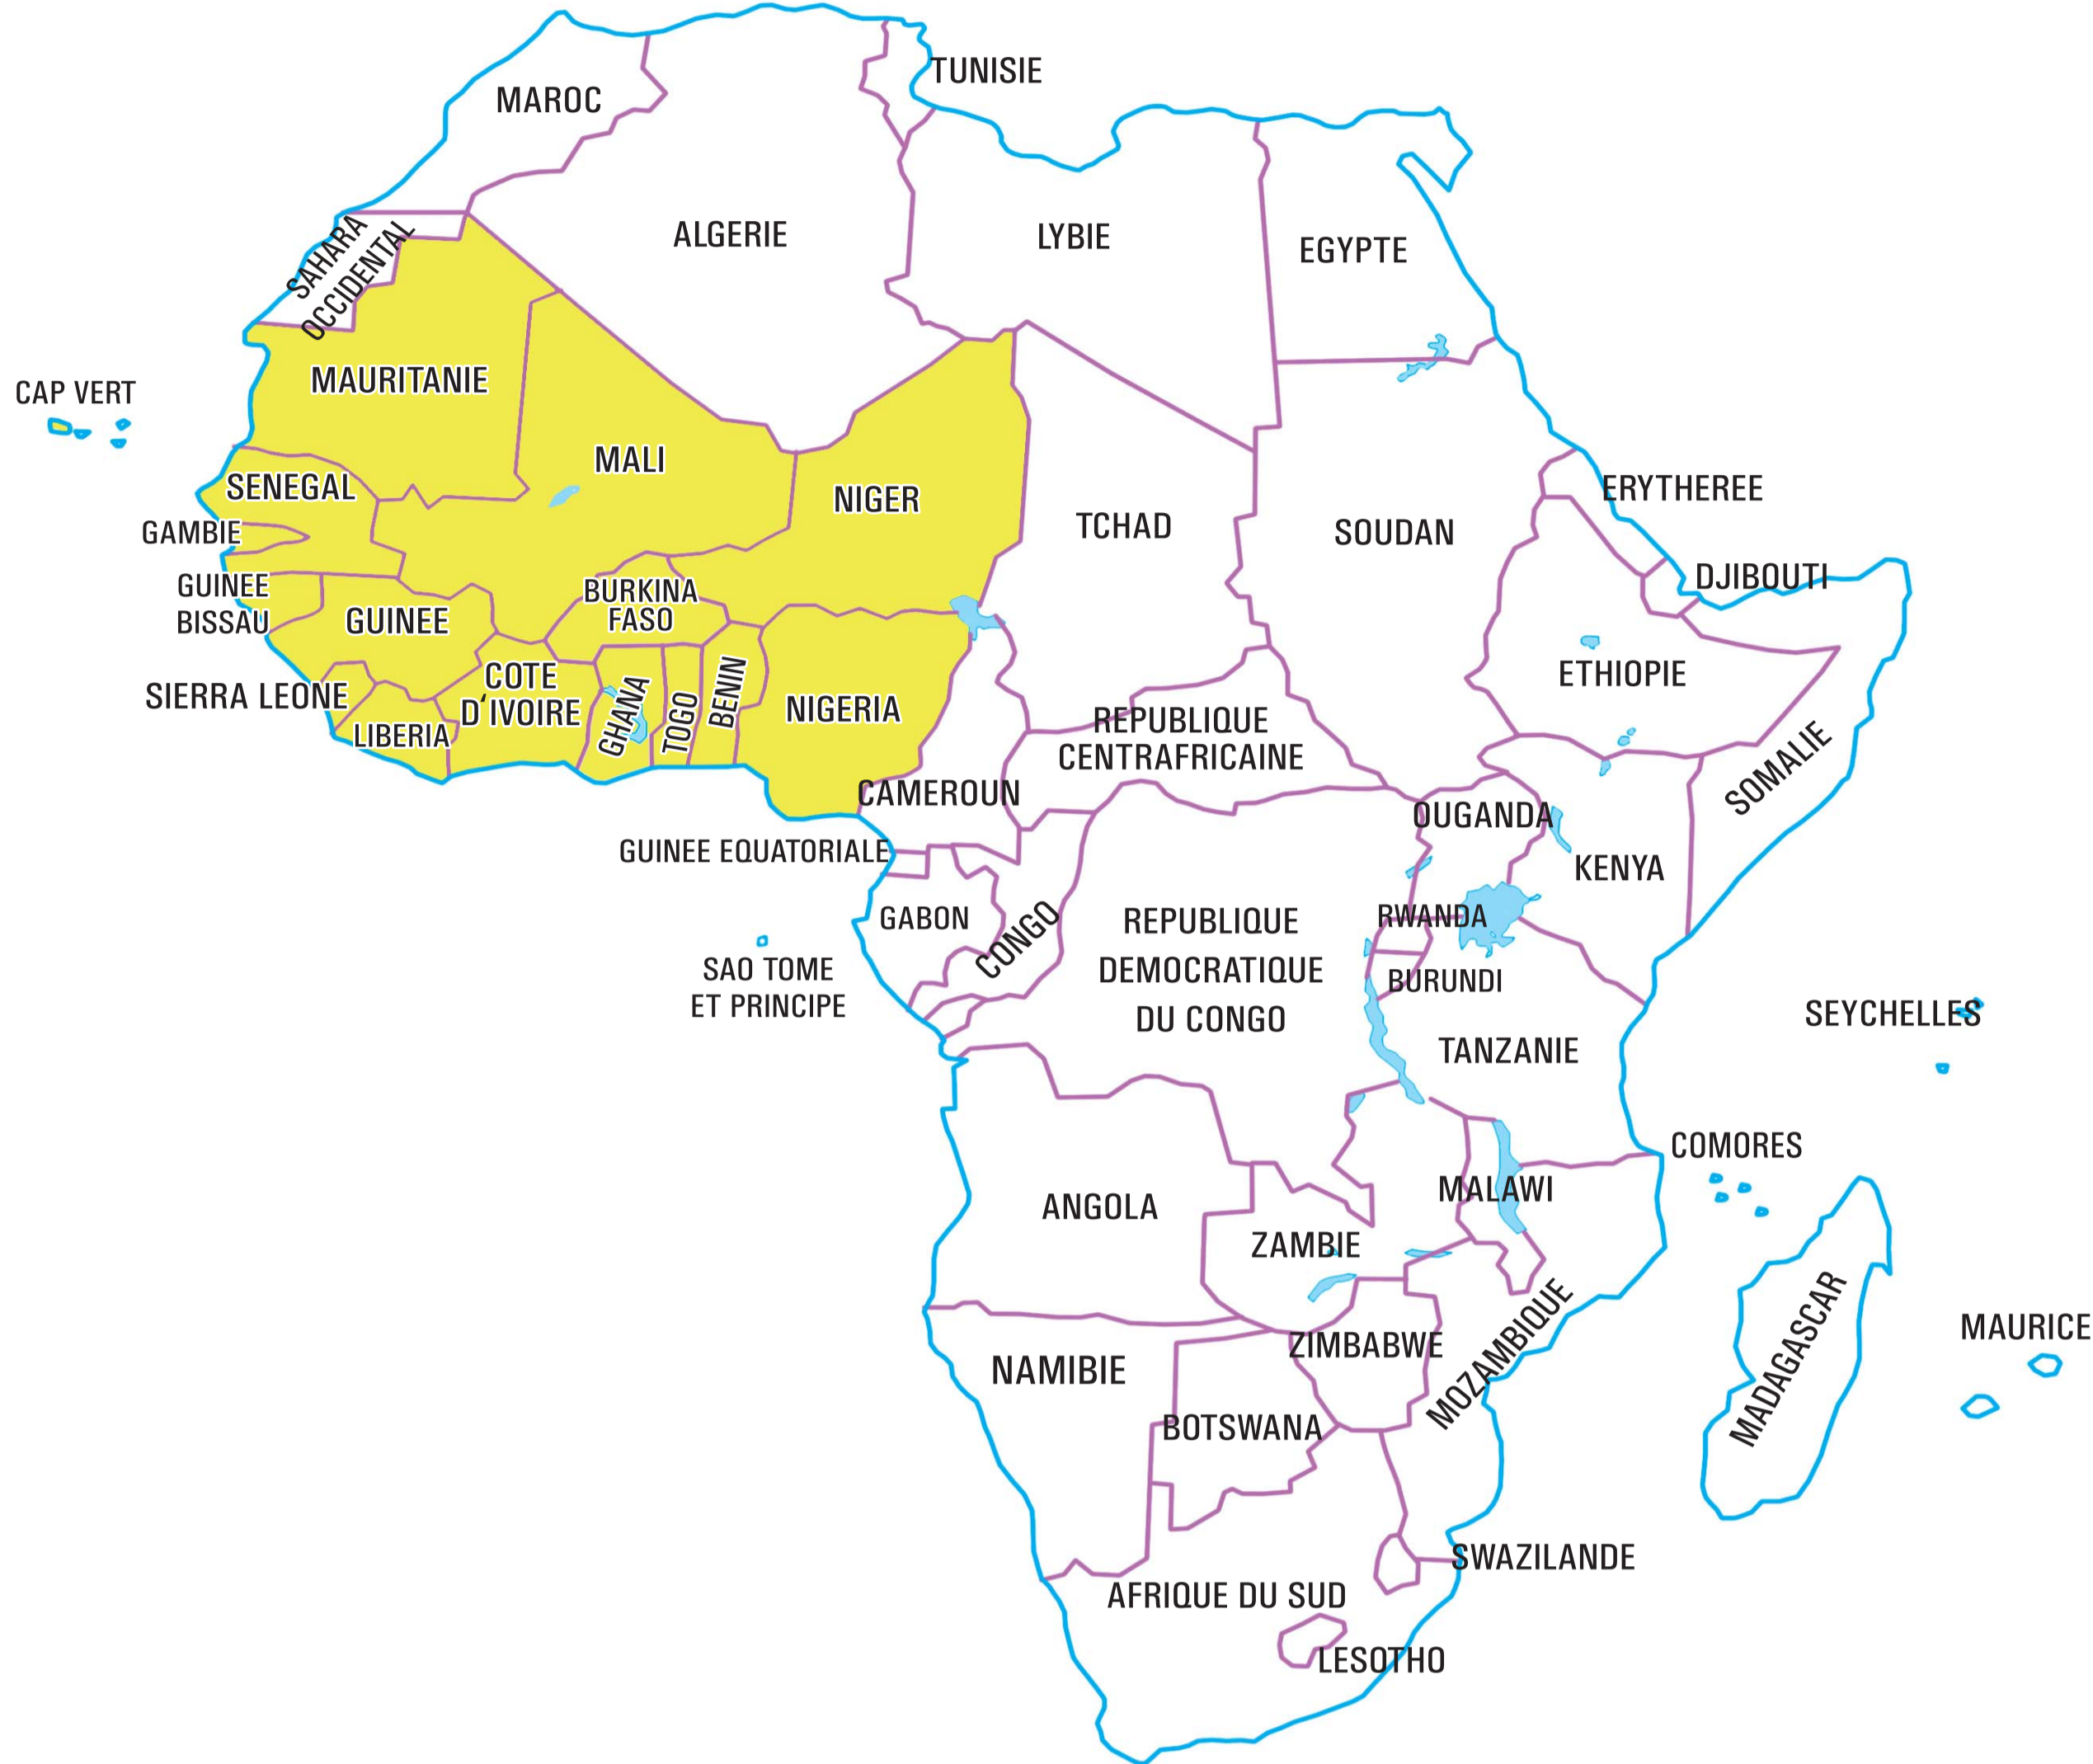 TUNISIE
MAROC
ALGERIE
LYBIE
EGYPTE
SAHARA
OCCIDENTAL
MAURITANIE
CAP VERT
MALI
NIGER
SENEGAL
TCHAD
SOUDAN
ERYTHEREE
GAMBIE
DJIBOUTI
GUINEE
BISSAU
GUINEE
BURKINA
FASO
ETHIOPIE
SIERRA LEONE
COTE
D'IVOIRE
GHANA
TOGO
BENIN
NIGERIA
LIBERIA
REPUBLIQUE
CENTRAFRICAINE
SOMALIE
CAMEROUN
OUGANDA
GUINEE EQUATORIALE
KENYA
GABON
CONGO
REPUBLIQUE
DEMOCRATIQUE
DU CONGO
RWANDA
BURUNDI
SAO TOME
ET PRINCIPE
SEYCHELLES
TANZANIE
COMORES
ANGOLA
MALAWI
ZAMBIE
MOZAMBIQUE
MADAGASCAR
MAURICE
ZIMBABWE
NAMIBIE
BOTSWANA
SWAZILANDE
AFRIQUE DU SUD
LESOTHO